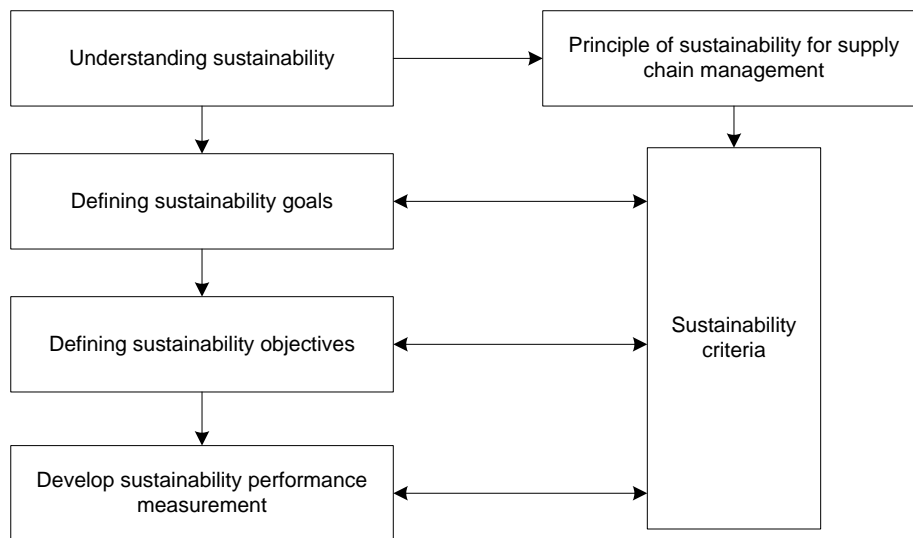 Understanding sustainability
Principle of sustainability for supply
chain management
Defining sustainability goals
Defining sustainability objectives
Sustainability
criteria
Develop sustainability performance
measurement